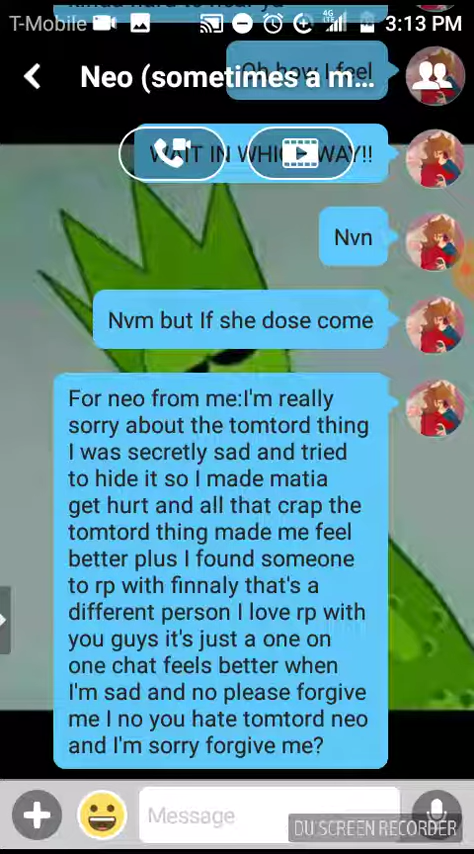 T-Mobile 4G 3:13 PM
Neo (sometimes a m...
Oh how I feel
WAIT IN WHICH WAY!!
Nvn
Nvm but If she dose come
For neo from me:I'm really
sorry about the tomtord thing
I was secretly sad and tried
to hide it so I made matia
get hurt and all that crap the
tomtord thing made me feel
better plus I found someone
to rp with finnaly that's a
different person I love rp with
you guys it's just a one on
one chat feels better when
I'm sad and no please forgive
me I no you hate tomtord neo
and I'm sorry forgive me?
Message
DU SCREEN RECORDER